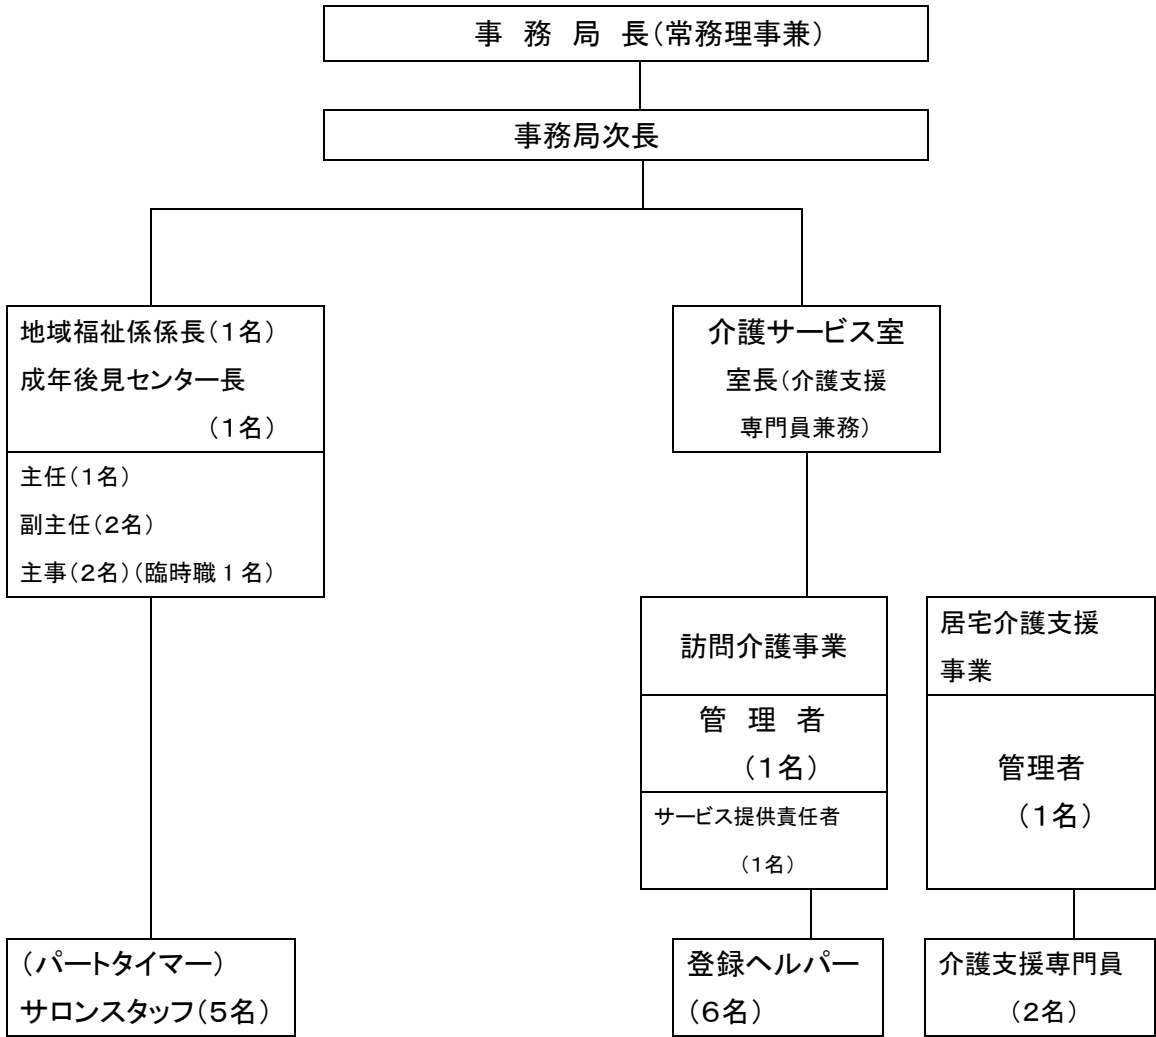 事　務　局　長（常務理事兼）
事務局次長
地域福祉係係長（１名）
成年後見センター長
（１名）
主任（１名）
副主任（２名）
主事（２名）（臨時職１名）
（パートタイマー）
サロンスタッフ（５名）
介護サービス室
室長（介護支援
専門員兼務）
訪問介護事業
管　理　者
（１名）
サービス提供責任者
（１名）
登録ヘルパー
（６名）
居宅介護支援
事業
管理者
（１名）
介護支援専門員
（２名）